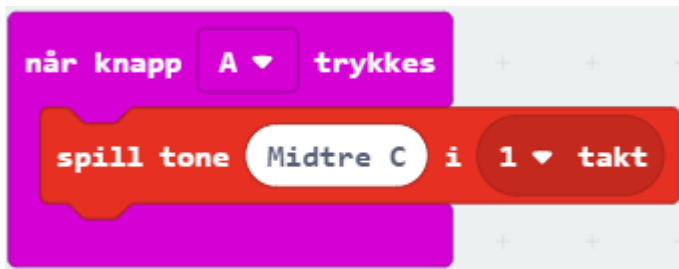 når knapp A trykkes
spill tone Midtre C i 1 takt